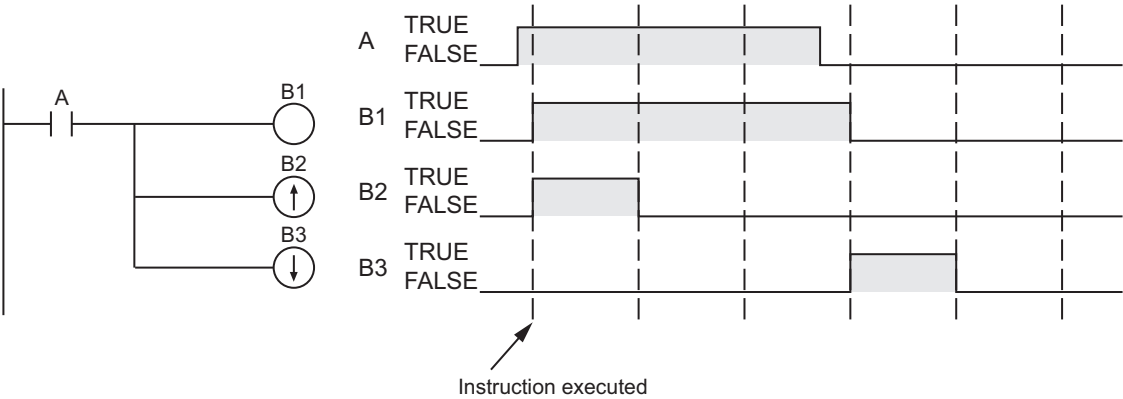 A
B1
B2
B3
A TRUE
FALSE
B1 TRUE
FALSE
B2 TRUE
FALSE
B3 TRUE
FALSE
Instruction executed